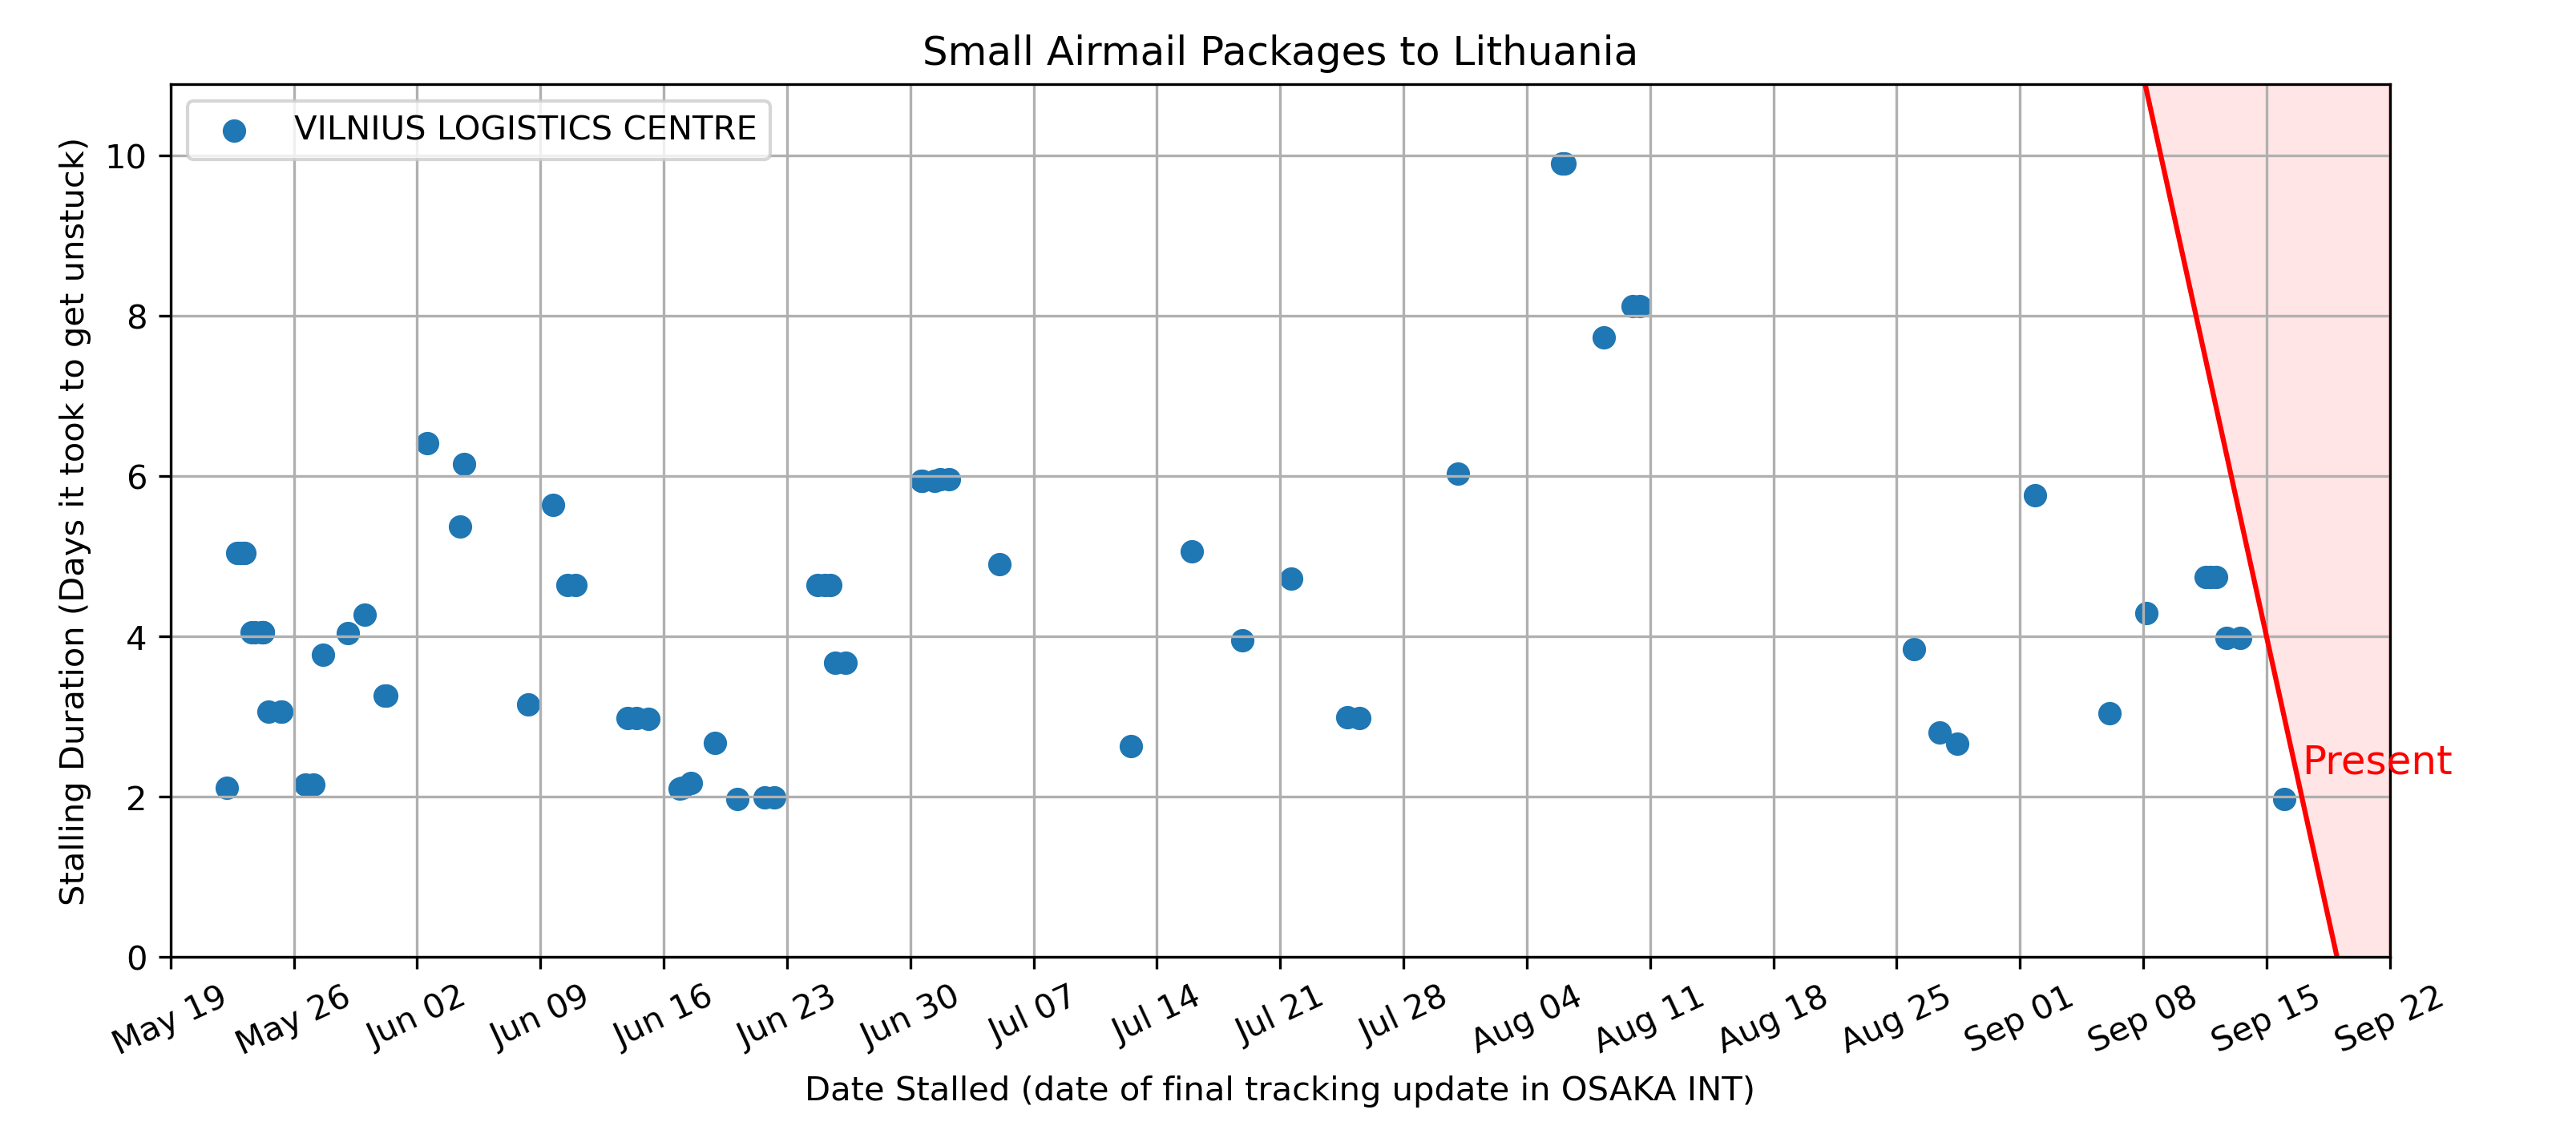 Small Airmail Packages to Lithuania
VILNIUS LOGISTICS CENTRE
Stalling Duration (Days it took to get unstuck)
10
8
6
4
2
0
Present
May 19
May 26
Jun 02
Jun 09
Jun 16
Jun 23
Jun 30
Jul 07
Jul 14
Jul 21
Jul 28
Aug 04
Aug 11
Aug 18
Aug 25
Sep 01
Sep 08
Sep 15
Sep 22
Date Stalled (date of final tracking update in OSAKA INT)